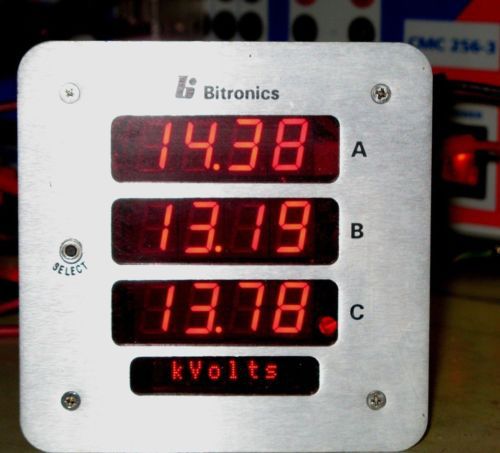 CMC 256-3
Bitronics
14.38 A
13.19 B
SELECT
13.78 C
kVolts